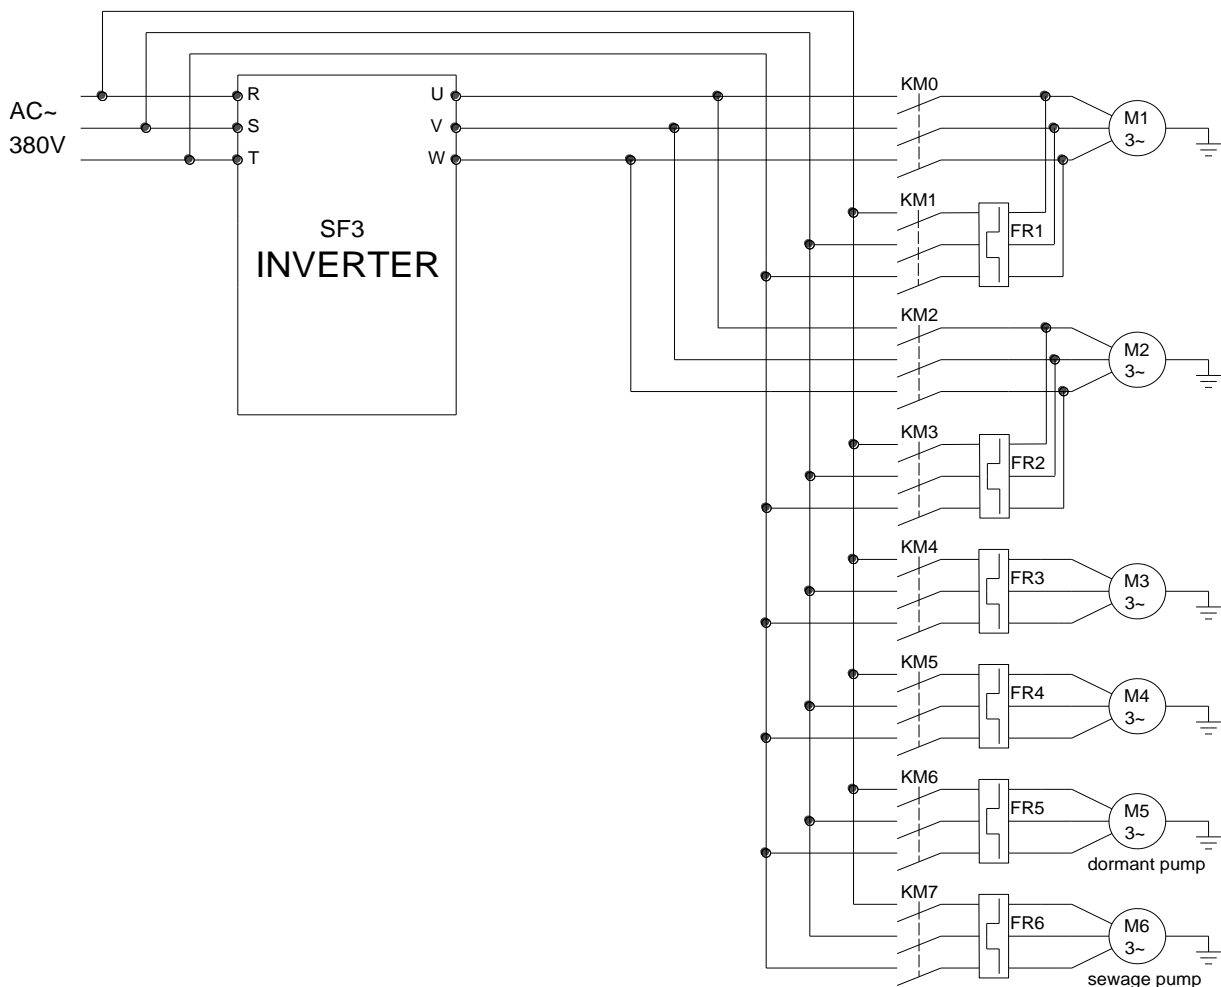 AC~
380V
R
S
T
U
V
W
SF3
INVERTER
KM0
M1
3~
KM1
FR1
KM2
M2
3~
KM3
FR2
KM4
FR3
M3
3~
KM5
FR4
M4
3~
KM6
FR5
M5
3~
dormant pump
KM7
FR6
M6
3~
sewage pump